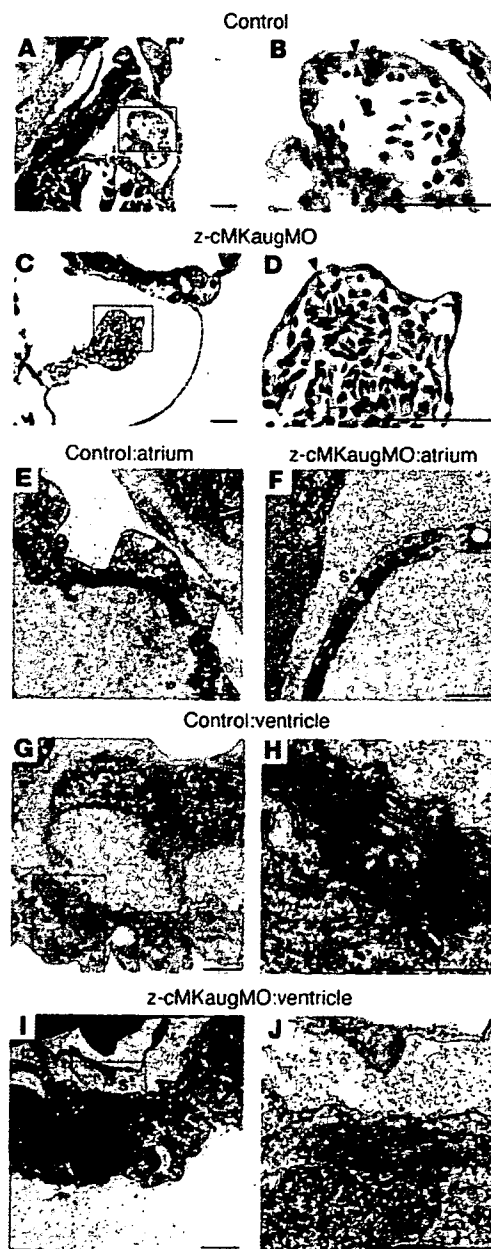 Control
A B
z-cMKaugMO
C D
Control:atrium z-cMKaugMO:atrium
E F
S
Control:ventricle
G H
z-cMKaugMO:ventricle
I J